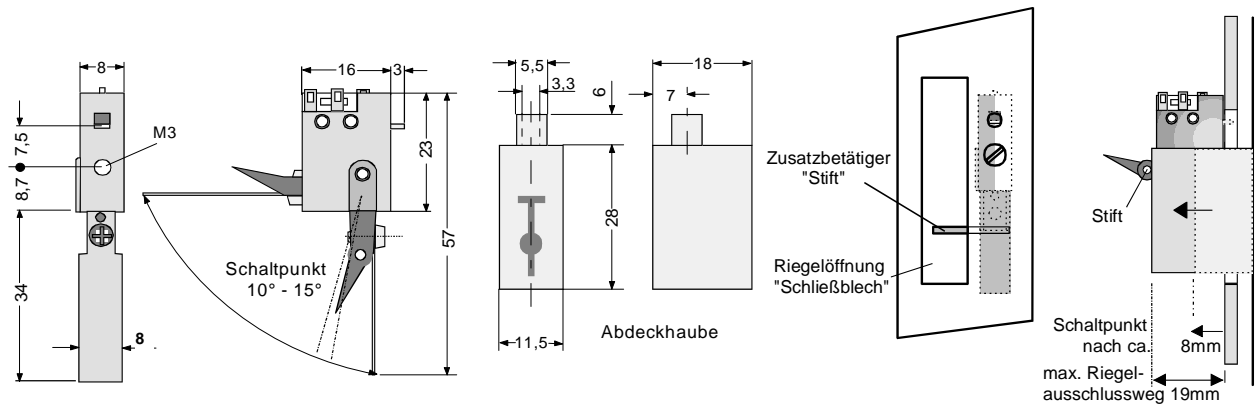 8
7,5
8,7
M3
34
8
16
3
23
57
Schaltpunkt
10° - 15°
5,5
3,3
6
28
11,5
18
7
Abdeckhaube
Zusatzbetätiger
"Stift"
Riegelöffnung
"Schließblech"
Stift
Schaltpunkt
nach ca.
8mm
max. Riegel-
ausschlussweg 19mm